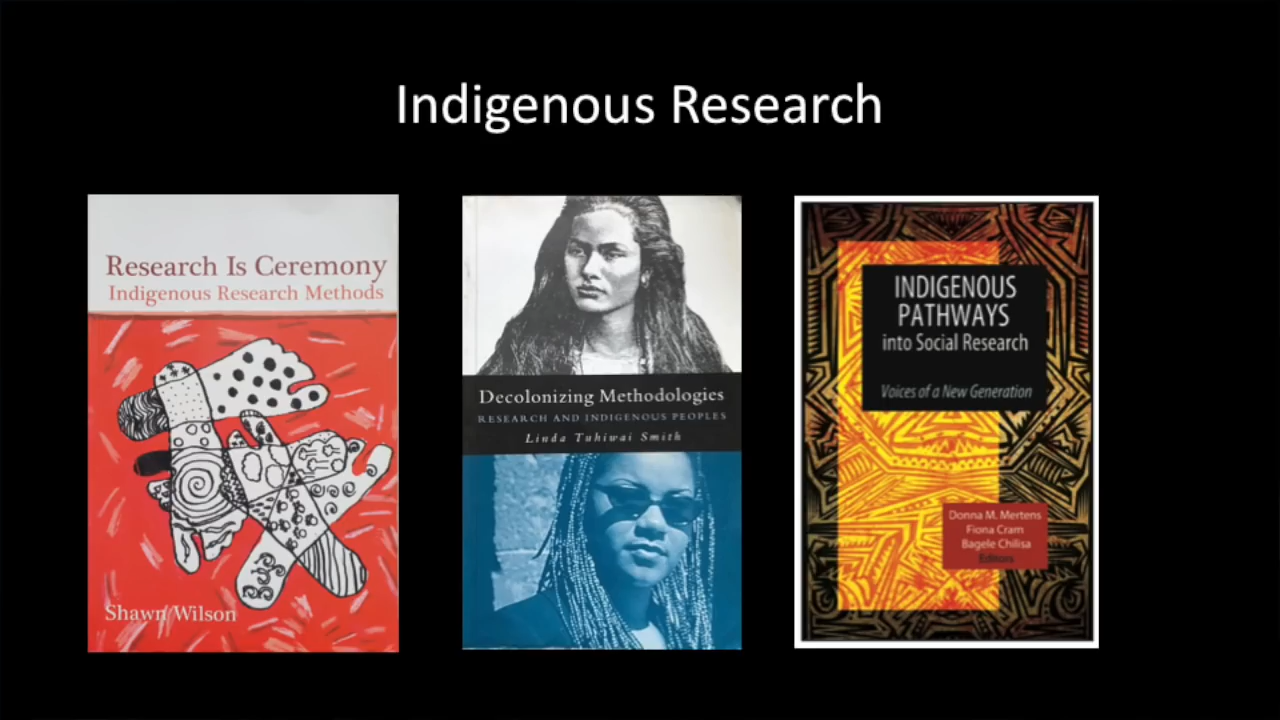 Indigenous Research
Research Is Ceremony
Indigenous Research Methods
Shawn Wilson
Decolonizing Methodologies
RESEARCH AND INDIGENOUS PEOPLES
Linda Tuhiwai Smith
INDIGENOUS
PATHWAYS
into Social Research
Voices of a New Generation
Donna M. Mertens
Fiona Cram
Bagele Chilisa
Editors